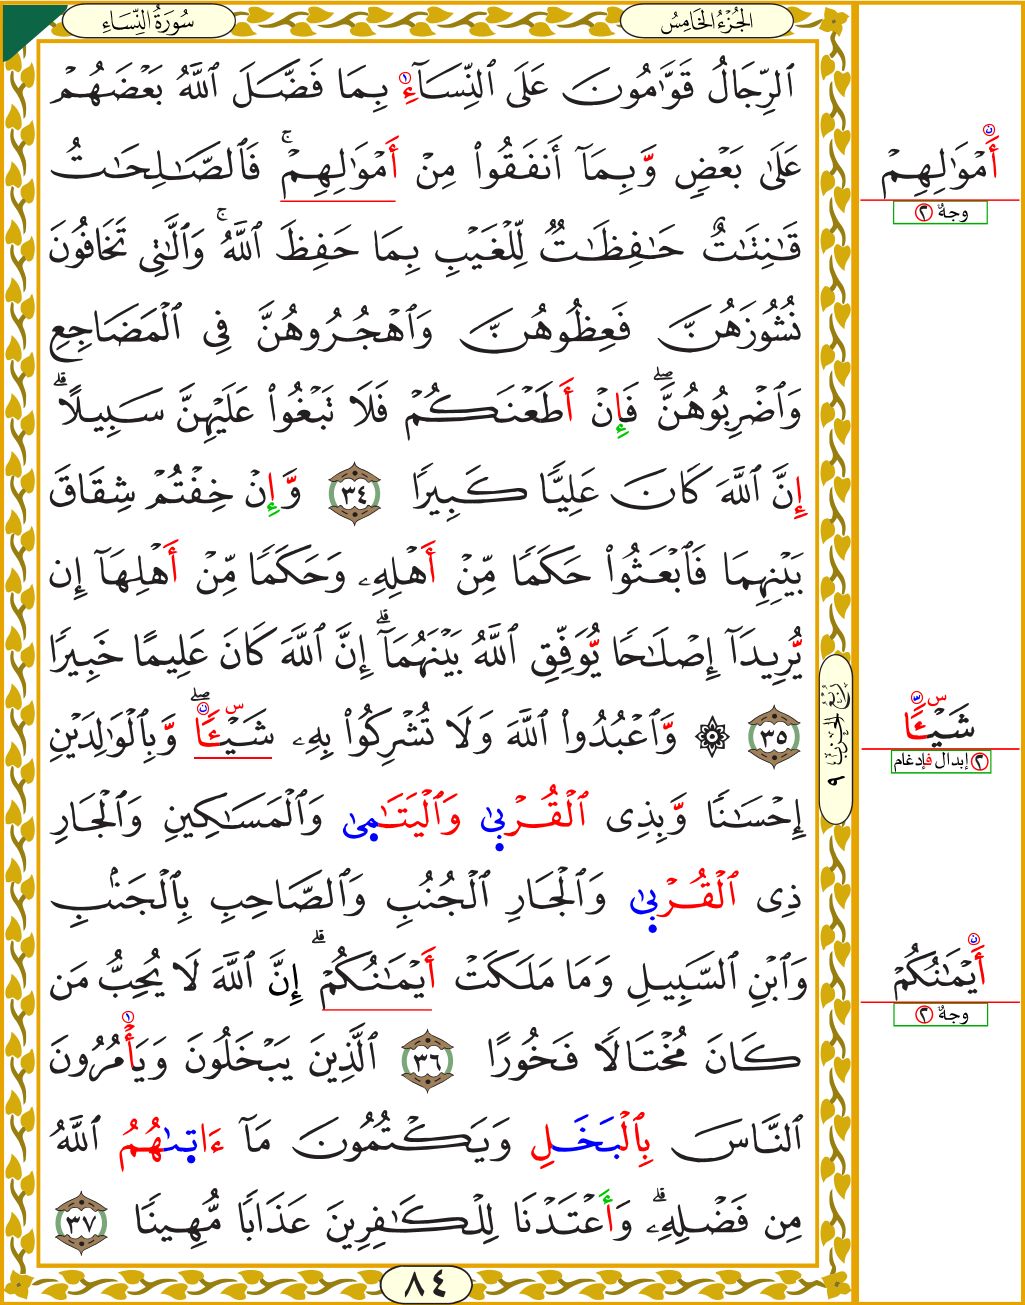 الجُزْءُ الخَامِسُ
سُورَةُ النِّسَاءِ
ٱلرِّجَالُ قَوَّٰمُونَ عَلَى ٱلنِّسَآءِ بِمَا فَضَّلَ ٱللَّهُ بَعْضَهُمْ
عَلَىٰ بَعْضٍ وَّبِمَآ أَنفَقُوا۟ مِنْ أَمْوَٰلِهِمْ ۚ فَٱلصَّـٰلِحَـٰتُ
قَـٰنِتَـٰتٌ حَـٰفِظَـٰتٌ لِّلْغَيْبِ بِمَا حَفِظَ ٱللَّهُ ۚ وَٱلَّـٰتِى تَخَافُونَ
نُشُوزَهُنَّ فَعِظُوهُنَّ وَٱهْجُرُوهُنَّ فِى ٱلْمَضَاجِعِ
وَٱضْرِبُوهُنَّ ۖ فَإِنْ أَطَعْنَكُمْ فَلَا تَبْغُوا۟ عَلَيْهِنَّ سَبِيلًا ۗ
إِنَّ ٱللَّهَ كَانَ عَلِيًّا كَبِيرًا ٣٤ وَّإِنْ خِفْتُمْ شِقَاقَ
بَيْنِهِمَا فَٱبْعَثُوا۟ حَكَمًا مِّنْ أَهْلِهِۦ وَحَكَمًا مِّنْ أَهْلِهَآ إِن
يُّرِيدَآ إِصْلَـٰحًا يُّوَفِّقِ ٱللَّهُ بَيْنَهُمَآ ۗ إِنَّ ٱللَّهَ كَانَ عَلِيمًا خَبِيرًا
٣٥ ۞ وَّٱعْبُدُوا۟ ٱللَّهَ وَلَا تُشْرِكُوا۟ بِهِۦ شَيْـًٔا ۖ وَّبِٱلْوَٰلِدَيْنِ
إِحْسَـٰنًا وَّبِذِى ٱلْقُرْبَىٰ وَٱلْيَتَـٰمَىٰ وَٱلْمَسَـٰكِينِ وَٱلْجَارِ
ذِى ٱلْقُرْبَىٰ وَٱلْجَارِ ٱلْجُنُبِ وَٱلصَّاحِبِ بِٱلْجَنۢبِ
وَٱبْنِ ٱلسَّبِيلِ وَمَا مَلَكَتْ أَيْمَـٰنُكُمْ ۗ إِنَّ ٱللَّهَ لَا يُحِبُّ مَن
كَانَ مُخْتَالًا فَخُورًا ٣٦ ٱلَّذِينَ يَبْخَلُونَ وَيَأْمُرُونَ
ٱلنَّاسَ بِٱلْبَخَلِ وَيَكْتُمُونَ مَآ ءَاتَىٰهُمُ ٱللَّهُ
مِن فَضْلِهِۦ ۗ وَأَعْتَدْنَا لِلْكَـٰفِرِينَ عَذَابًا مُّهِينًا ٣٧
٨٤
أَمْوَٰلِهِمْ
٢ وجهٌ
رُبْعُ الحِزْبُ ٩
شَيْـًٔا
٢ إبدال فإدغام
أَيْمَـٰنُكُمْ
٢ وجهٌ